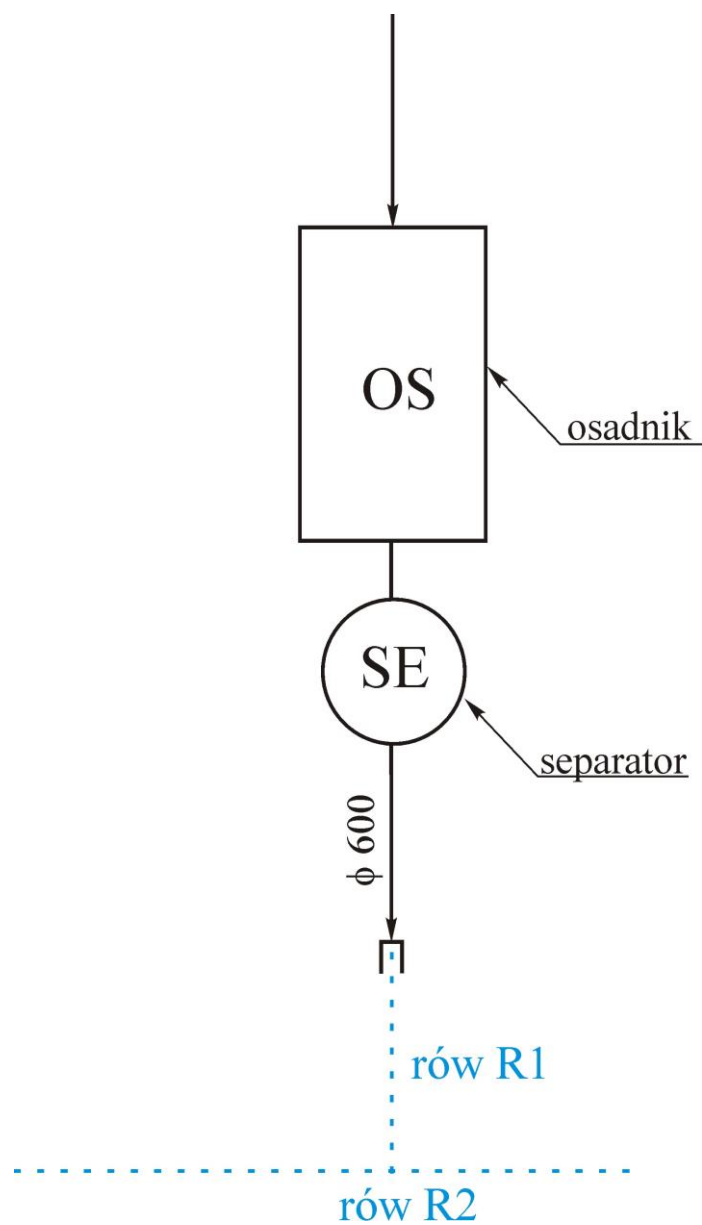 OS
osadnik
SE
separator
ϕ 600
rów R1
rów R2